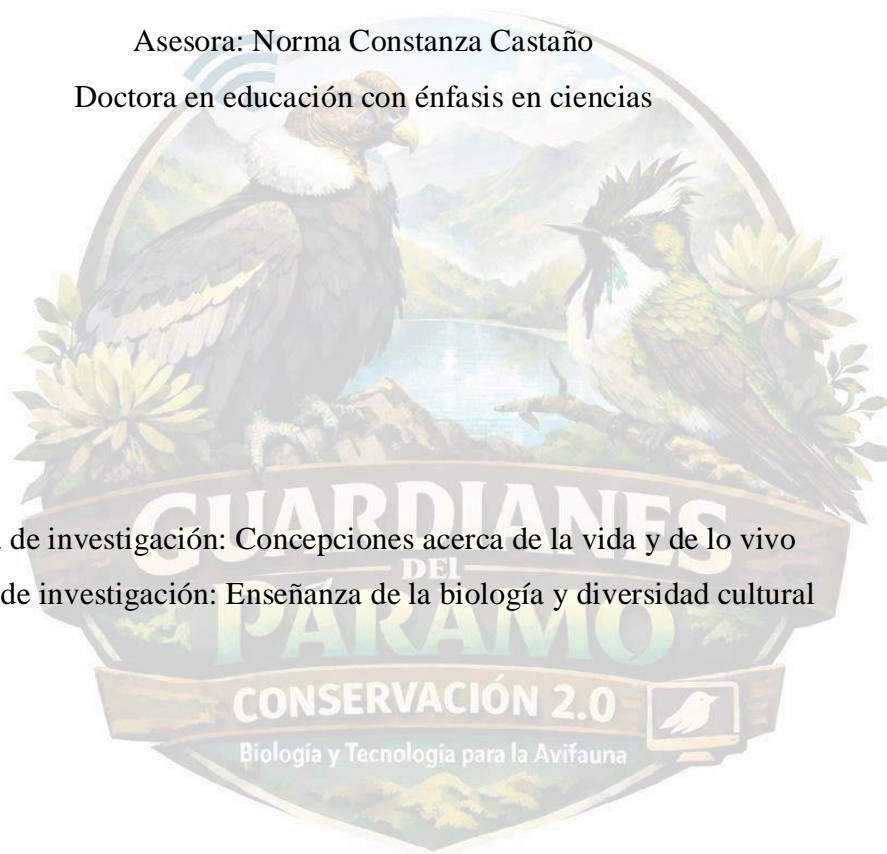 Asesora: Norma Constanza Castaño
Doctora en educación con énfasis en ciencias
de investigación: Concepciones acerca de la vida y de lo vivo
de investigación: Enseñanza de la biología y diversidad cultural
GUARDIANES
DEL
PÁRAMO
CONSERVACIÓN 2.0
Biología y Tecnología para la Avifauna